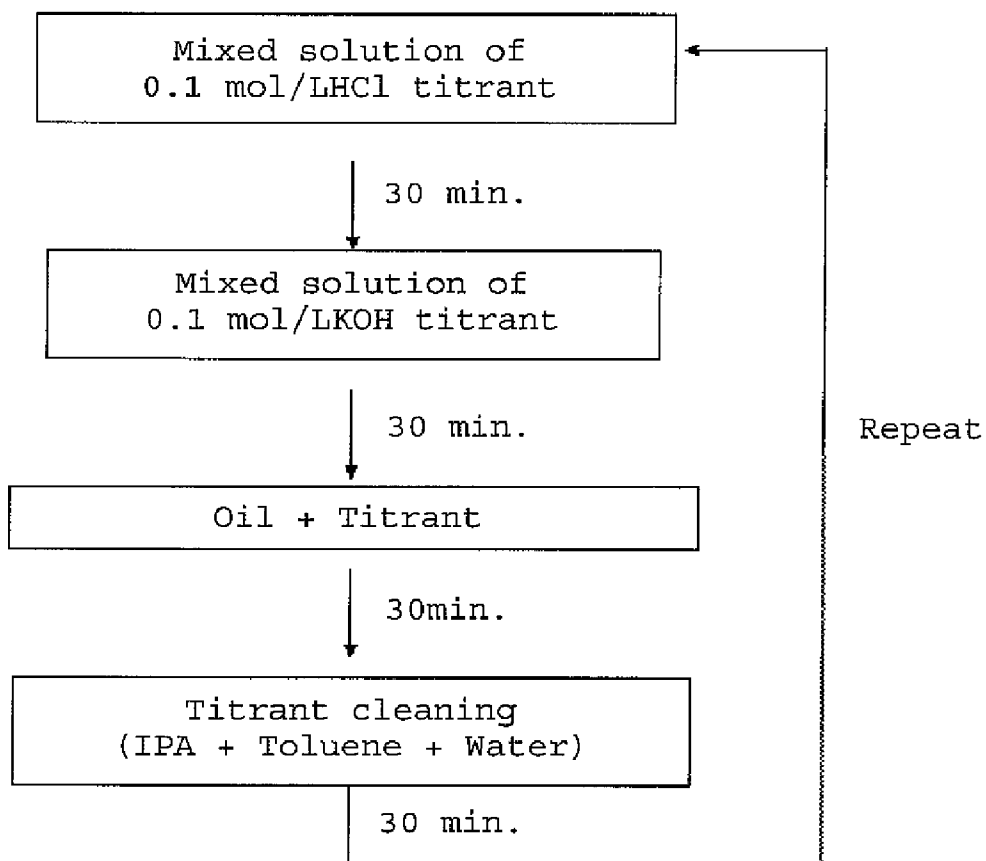 Mixed solution of
0.1 mol/LHCl titrant
30 min.
Mixed solution of
0.1 mol/LKOH titrant
30 min.
Repeat
Oil + Titrant
30min.
Titrant cleaning
(IPA + Toluene + Water)
30 min.